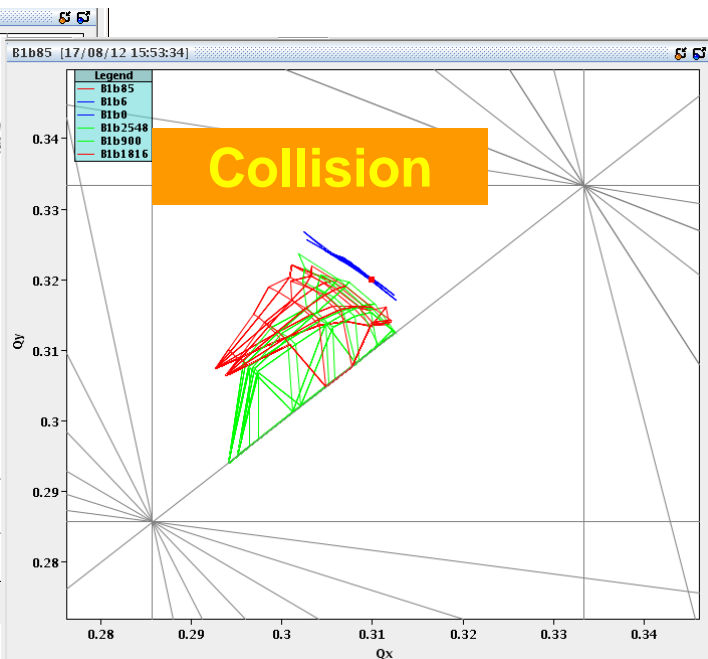 B1b85 [17/08/12 15:53:34]
Legend
B1b85
B1b6
B1b0
B1b2548
B1b900
B1b1816
Collision
0.34
0.33
0.32
0.31
0.3
0.29
0.28
Qy
0.28 0.29 0.3 0.31 0.32 0.33 0.34
Qx